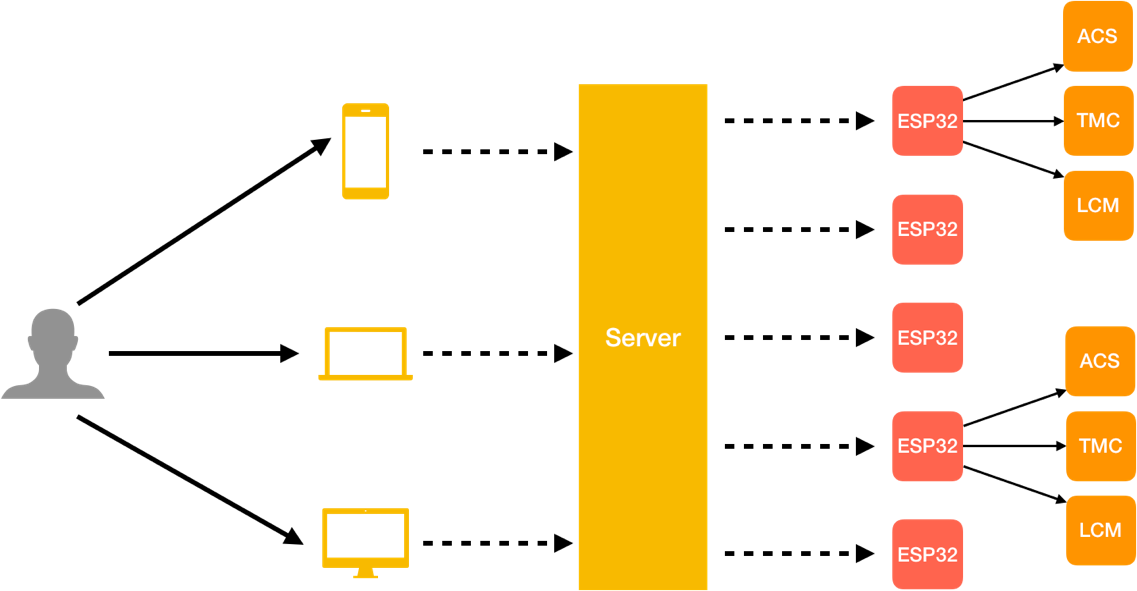 ACS
ESP32
TMC
LCM
ESP32
Server
ESP32
ACS
ESP32
TMC
LCM
ESP32